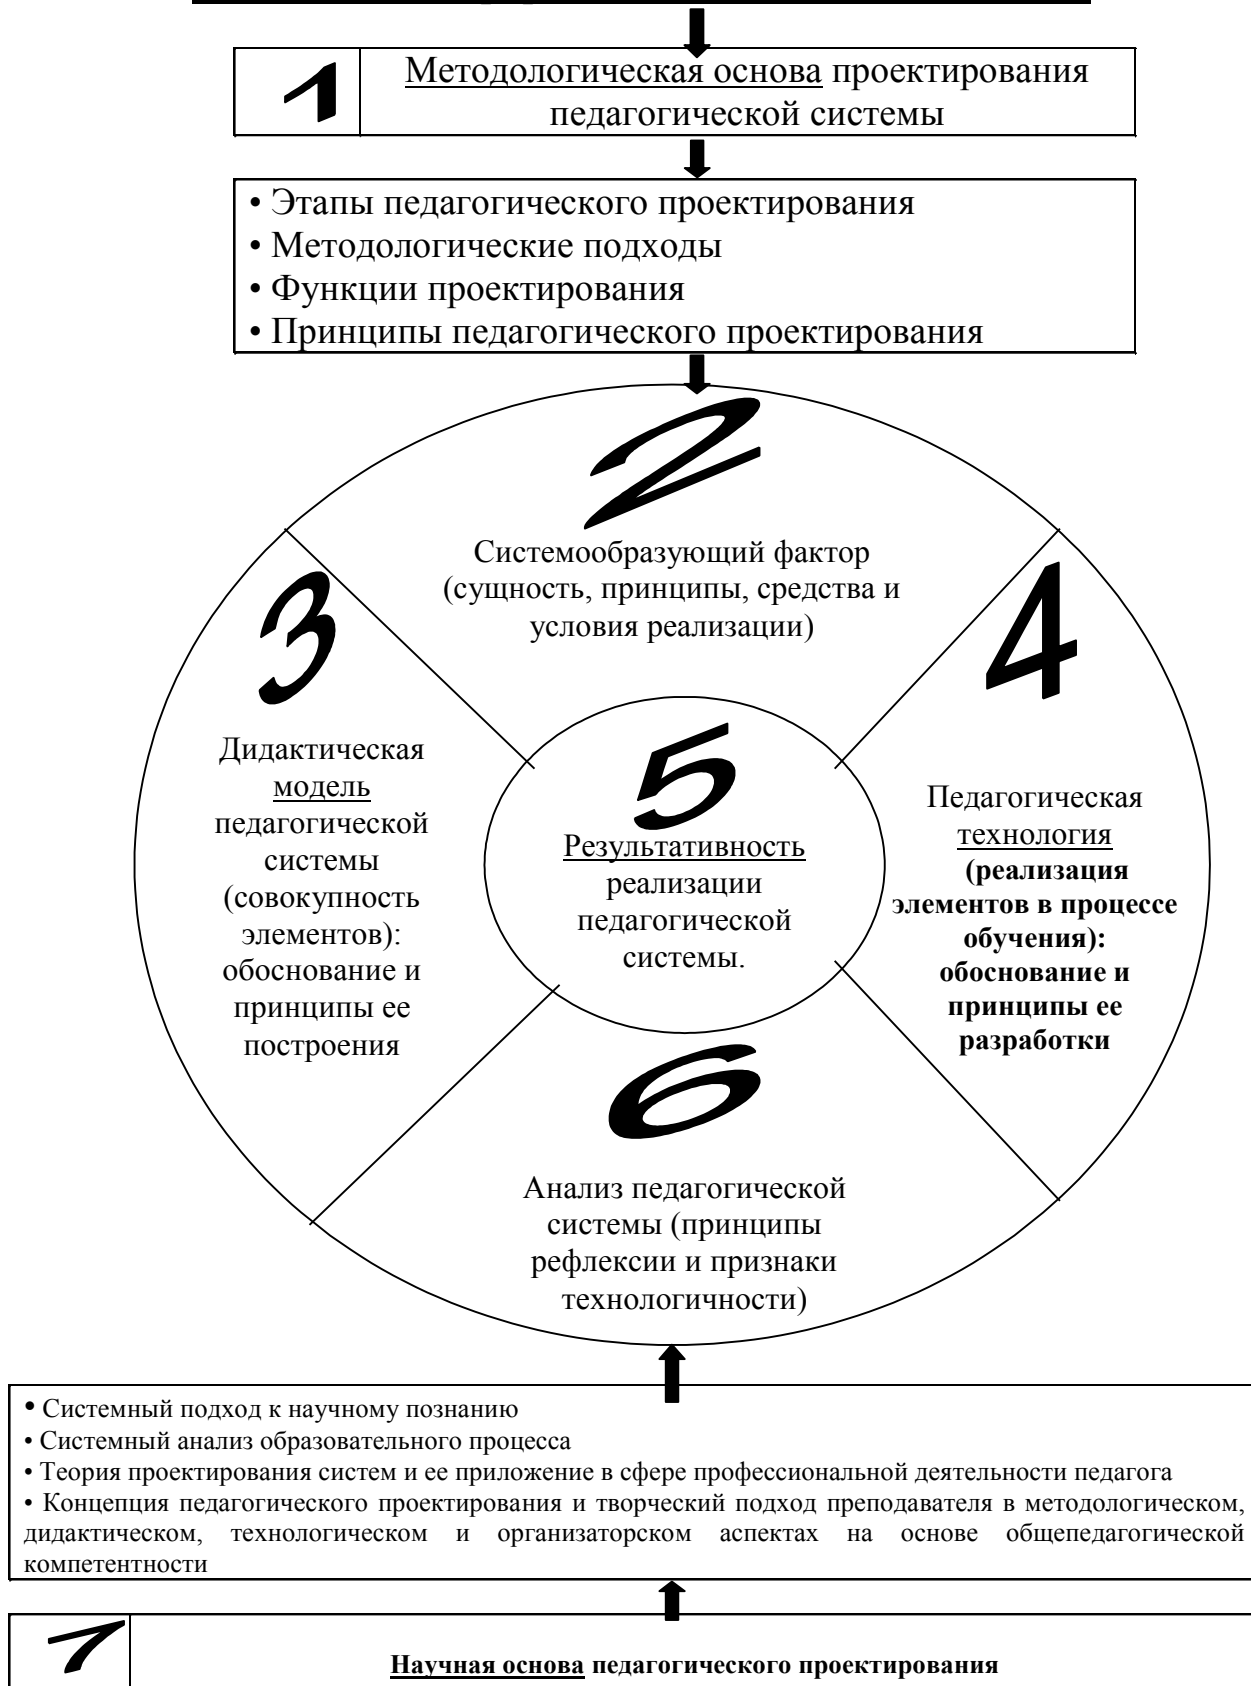 1
Методологическая основа проектирования
педагогической системы
• Этапы педагогического проектирования
• Методологические подходы
• Функции проектирования
• Принципы педагогического проектирования
2
Системообразующий фактор
(сущность, принципы, средства и
условия реализации)
3
Дидактическая
модель
педагогической
системы
(совокупность
элементов):
обоснование и
принципы ее
построения
5
Результативность
реализации
педагогической
системы.
4
Педагогическая
технология
(реализация
элементов в процессе
обучения):
обоснование и
принципы ее
разработки
6
Анализ педагогической
системы (принципы
рефлексии и признаки
технологичности)
• Системный подход к научному познанию
• Системный анализ образовательного процесса
• Теория проектирования систем и ее приложение в сфере профессиональной деятельности педагога
• Концепция педагогического проектирования и творческий подход преподавателя в методологическом,
дидактическом, технологическом и организаторском аспектах на основе общепедагогической
компетентности
7
Научная основа педагогического проектирования